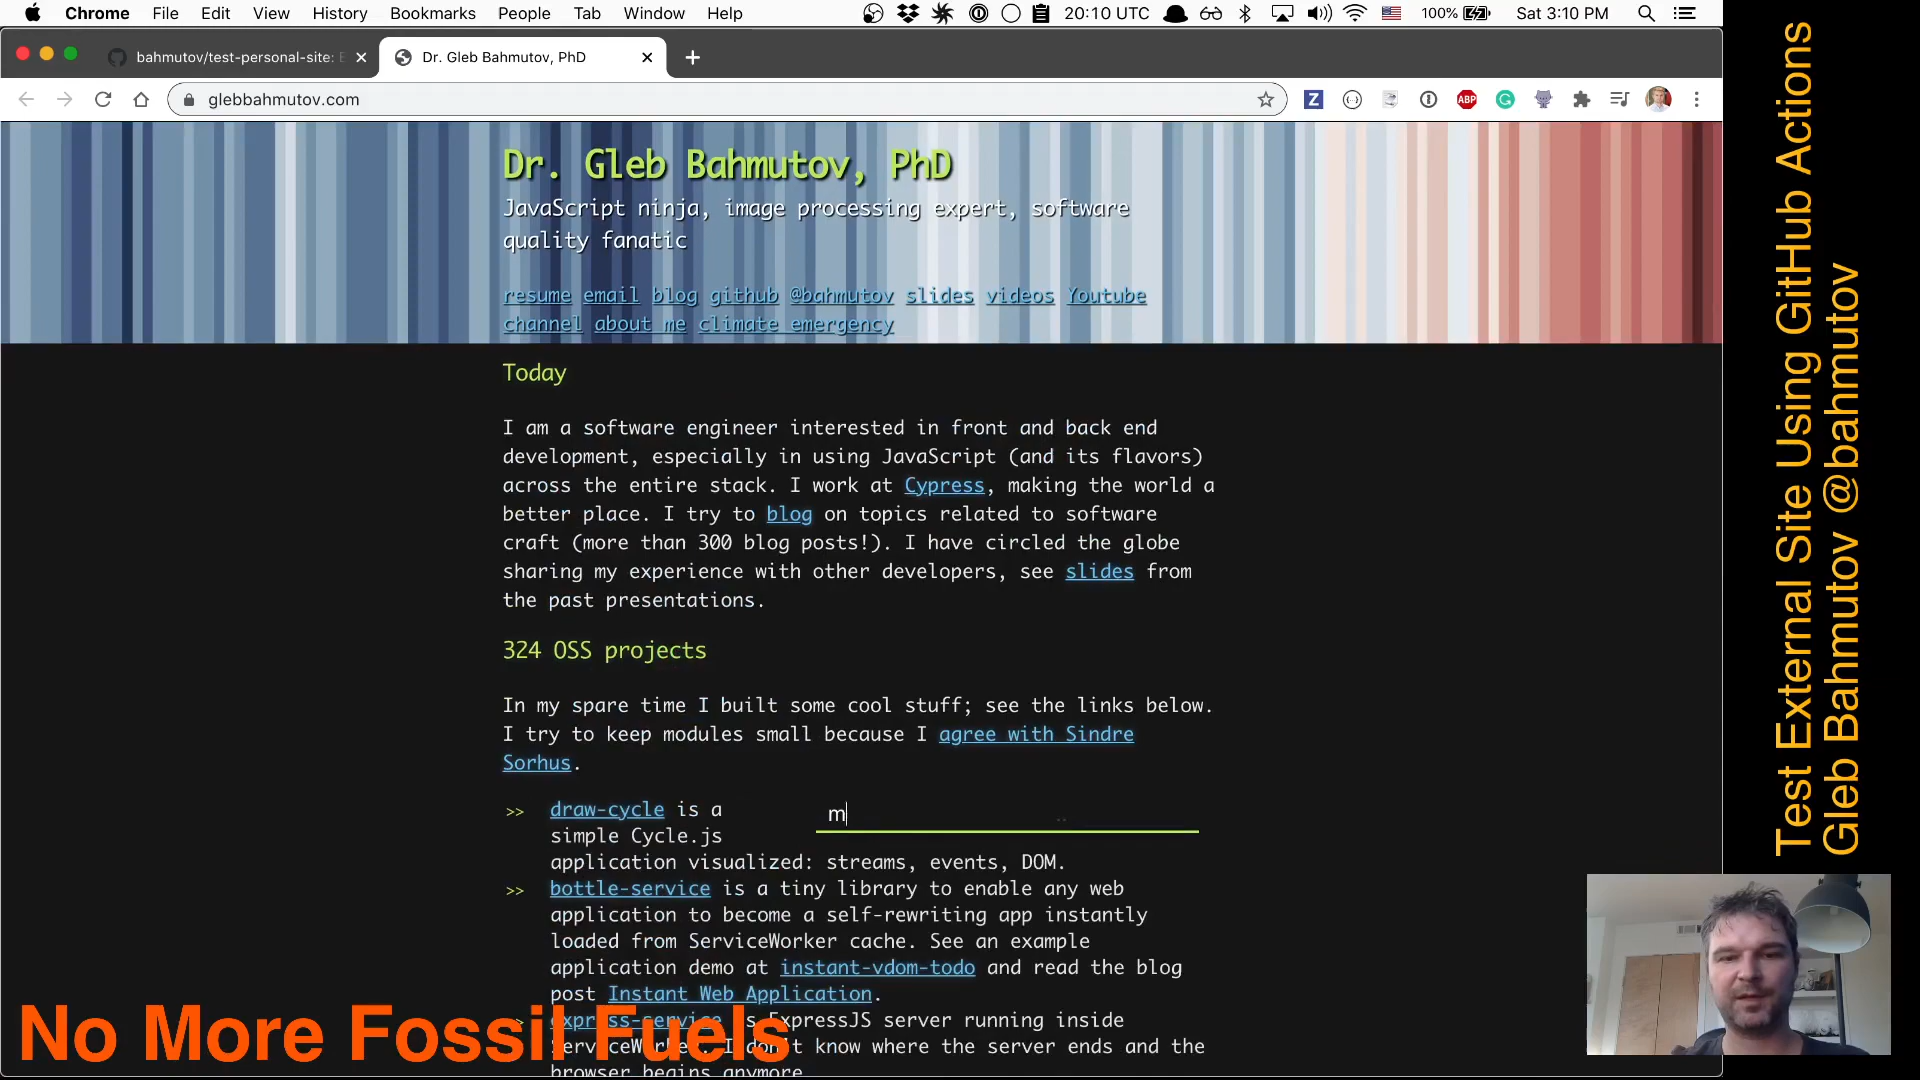 Chrome File Edit View History Bookmarks People Tab Window Help 20:10 UTC 100% Sat 3:10 PM
bahmutov/test-personal-site: Dr. Gleb Bahmutov, PhD
glebbahmutov.com
Dr. Gleb Bahmutov, PhD
JavaScript ninja, image processing expert, software
quality fanatic
resume email blog github @bahmutov slides videos Youtube
channel about me climate emergency
Today
I am a software engineer interested in front and back end
development, especially in using JavaScript (and its flavors)
across the entire stack. I work at Cypress, making the world a
better place. I try to blog on topics related to software
craft (more than 300 blog posts!). I have circled the globe
sharing my experience with other developers, see slides from
the past presentations.
324 OSS projects
In my spare time I built some cool stuff; see the links below.
I try to keep modules small because I agree with Sindre
Sorhus.
>> draw-cycle is a
m
simple Cycle.js
application visualized: streams, events, DOM.
>> bottle-service is a tiny library to enable any web
application to become a self-rewriting app instantly
loaded from ServiceWorker cache. See an example
application demo at instant-vdom-todo and read the blog
post Instant Web Application.
express-service is ExpressJS server running inside
ServiceWorker. I don't know where the server ends and the
browser begins anymore
No More Fossil Fuels
Test External Site Using GitHub Actions
Gleb Bahmutov @bahmutov